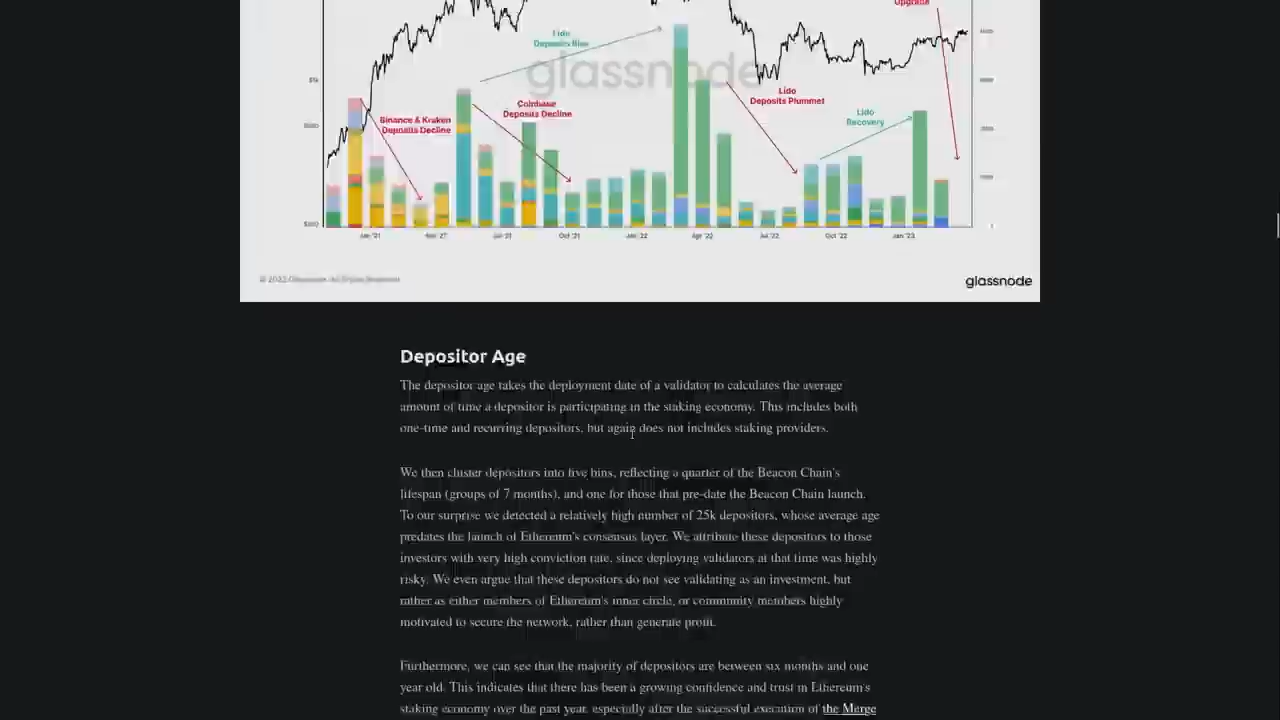 Upgrade
Lido
Deposits Rise
glassnode
$1k
Lido
Deposits Plummet
Coinbase
Deposits Decline
Lido
Recovery
Binance & Kraken
Deposits Decline
Jan '21
Jul '21
Oct '21
Jan '22
Apr '22
Jul '22
Oct '22
Jan '23
glassnode
Depositor Age
The depositor age takes the deployment date of a validator to calculates the average
amount of time a depositor is participating in the staking economy. This includes both
one-time and recurring depositors, but again does not includes staking providers.
We then cluster depositors into five bins, reflecting a quarter of the Beacon Chain's
lifespan (groups of 7 months), and one for those that pre-date the Beacon Chain launch.
To our surprise we detected a relatively high number of 25k depositors, whose average age
predates the launch of Ethereum's consensus layer. We attribute these depositors to those
investors with very high conviction rate, since deploying validators at that time was highly
risky. We even argue that these depositors do not see validating as an investment, but
rather as either members of Ethereum's inner circle, or community members highly
motivated to secure the network, rather than generate profit.
Furthermore, we can see that the majority of depositors are between six months and one
year old. This indicates that there has been a growing confidence and trust in Ethereum's
staking economy over the past year, especially after the successful execution of the Merge